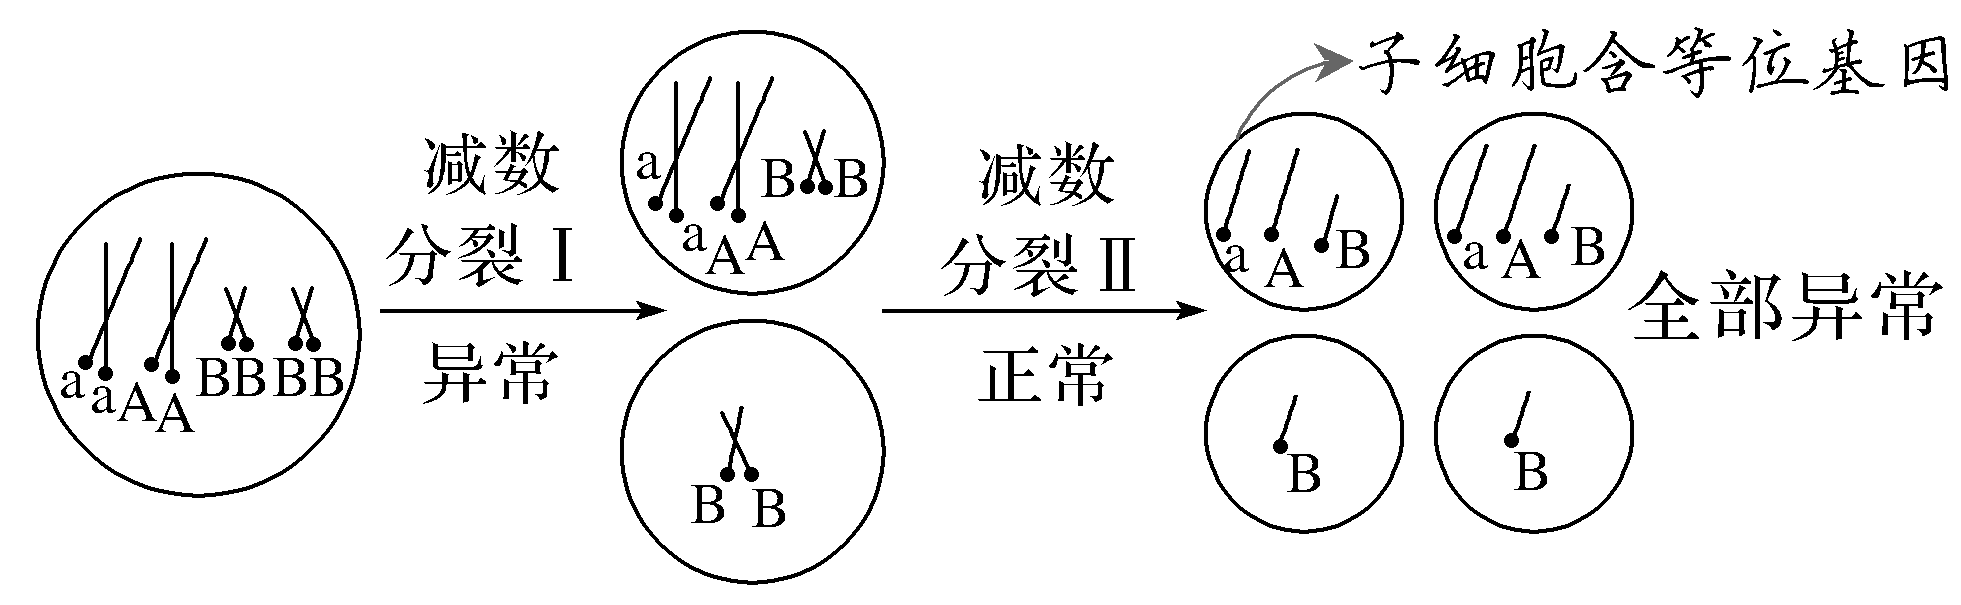 子细胞含等位基因
减数
分裂Ⅰ
异常
减数
分裂Ⅱ
正常
全部异常
a a A A B B B B
a a A A B B
B B
a A B
a A B
B
B